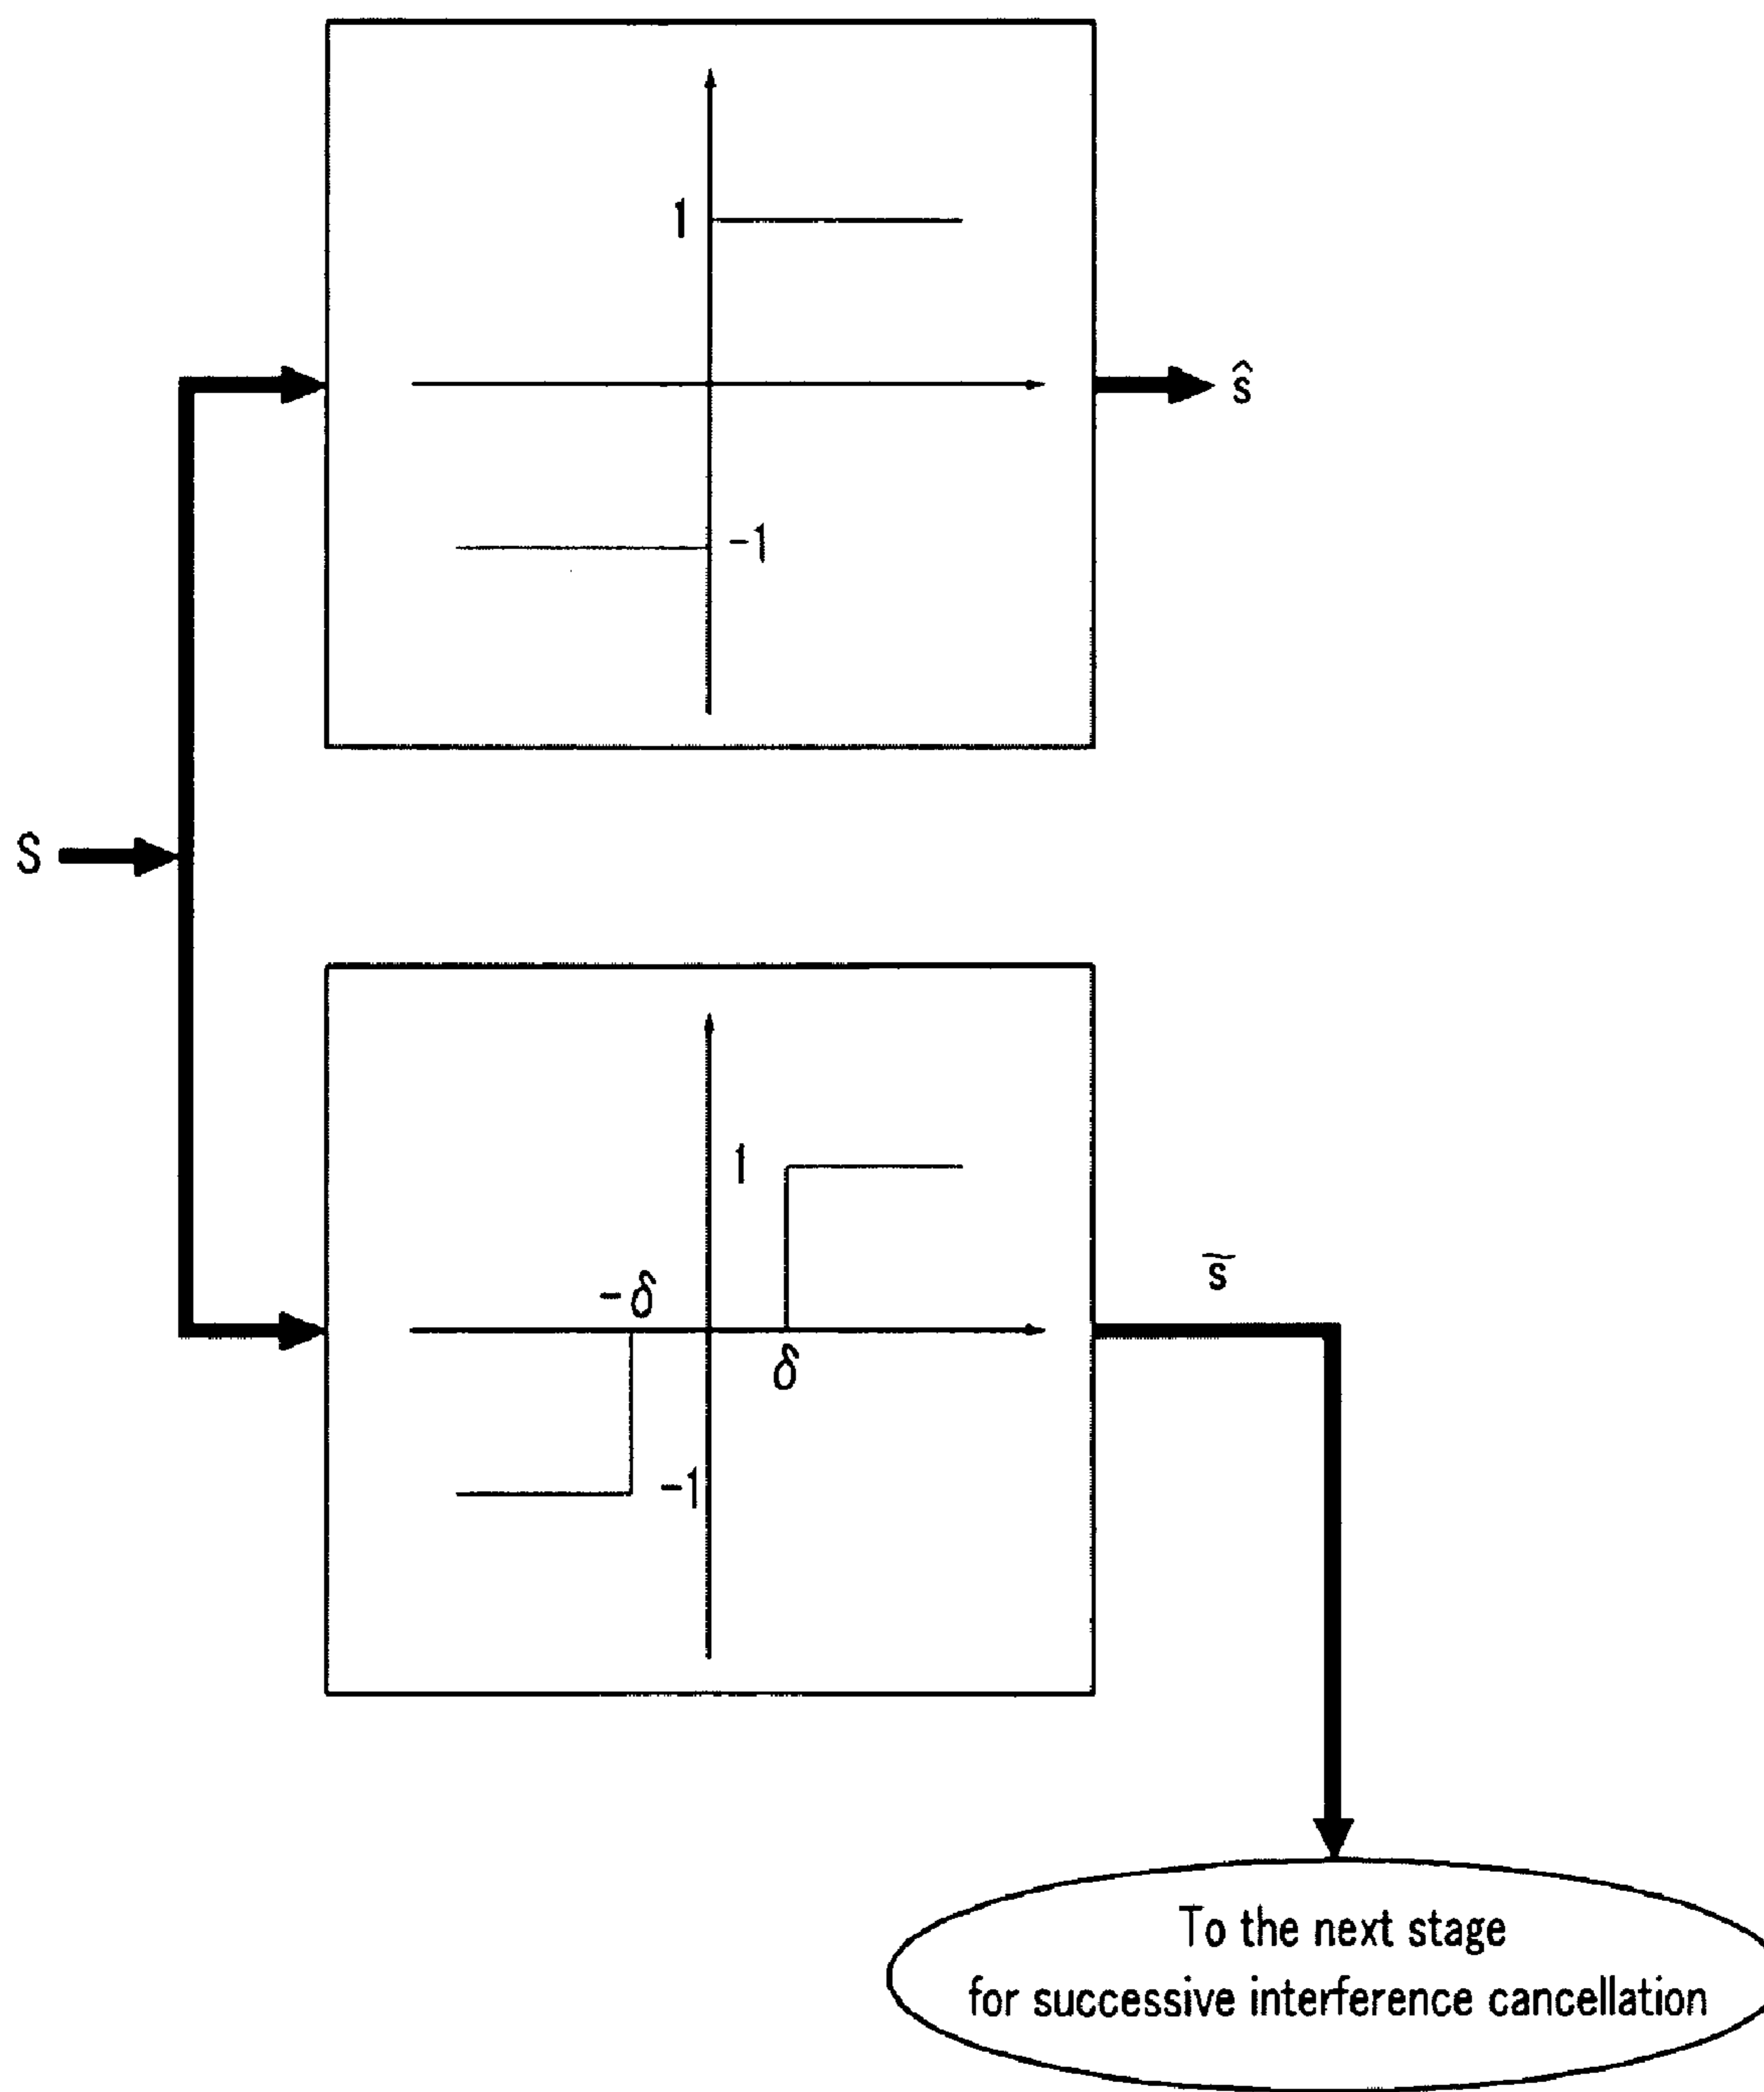 1
ŝ
-1
S
1
s̃
-δ
δ
-1
To the next stage
for successive interference cancellation